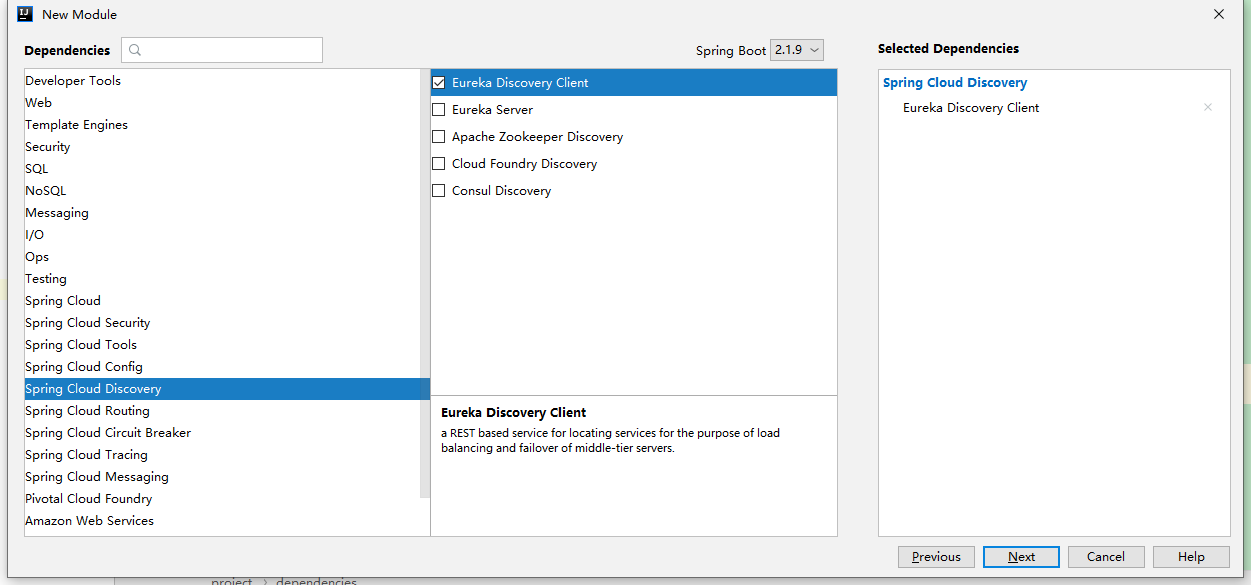 New Module
Dependencies
Spring Boot 2.1.9
Selected Dependencies
Developer Tools
Web
Template Engines
Security
SQL
NoSQL
Messaging
I/O
Ops
Testing
Spring Cloud
Spring Cloud Security
Spring Cloud Tools
Spring Cloud Config
Spring Cloud Discovery
Spring Cloud Routing
Spring Cloud Circuit Breaker
Spring Cloud Tracing
Spring Cloud Messaging
Pivotal Cloud Foundry
Amazon Web Services
Eureka Discovery Client
Eureka Server
Apache Zookeeper Discovery
Cloud Foundry Discovery
Consul Discovery
Eureka Discovery Client
a REST based service for locating services for the purpose of load
balancing and failover of middle-tier servers.
Spring Cloud Discovery
Eureka Discovery Client
Previous
Next
Cancel
Help
project > dependencies